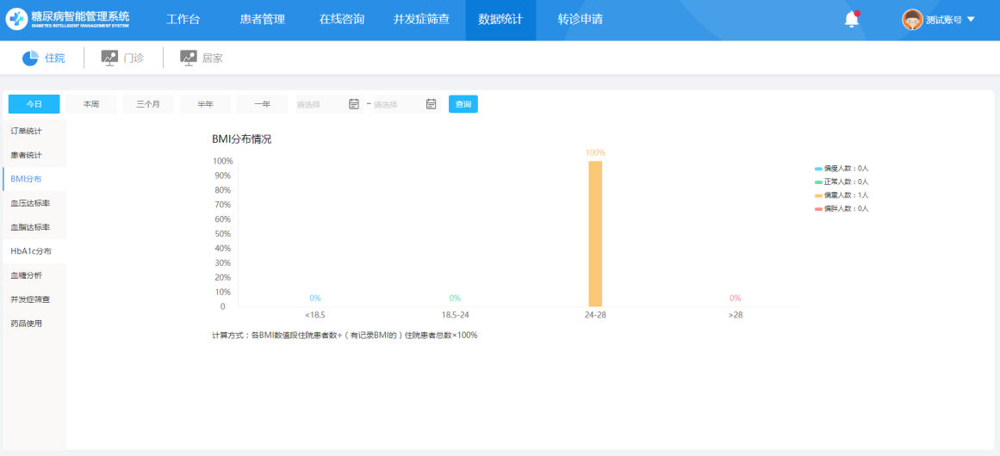 糖尿病智能管理系统
DIABETES INTELLIGENT MANAGEMENT SYSTEM
工作台 患者管理 在线咨询 并发症筛查 数据统计 转诊申请 测试账号
住院 门诊 居家
今日 本周 三个月 半年 一年 请选择 ~ 请选择 查询
订单统计
患者统计
BMI分布
血压达标率
血脂达标率
HbA1c分布
血糖分析
并发症筛查
药品使用
BMI分布情况
100%
90%
80%
70%
60%
50%
40%
30%
20%
10%
0
0% 0% 100% 0%
<18.5 18.5-24 24-28 >28
偏瘦人数：0人
正常人数：0人
偏重人数：1人
偏胖人数：0人
计算方式：各BMI数值段住院患者数÷（有记录BMI的）住院患者总数×100%